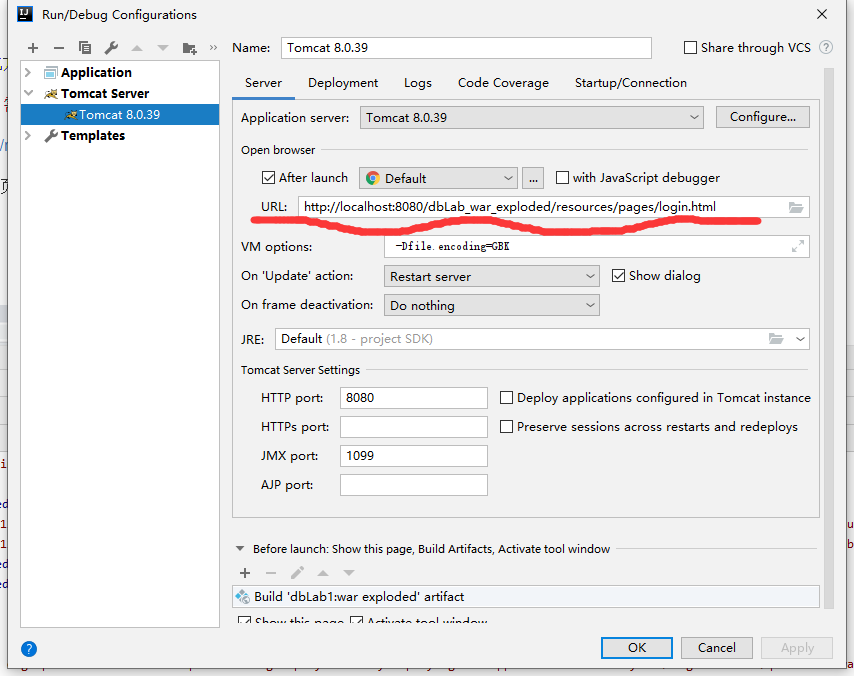 Run/Debug Configurations
Name: Tomcat 8.0.39 Share through VCS ?
Application
Tomcat Server
Tomcat 8.0.39
Templates
Server Deployment Logs Code Coverage Startup/Connection
Application server: Tomcat 8.0.39 Configure...
Open browser
After launch Default ... with JavaScript debugger
URL: http://localhost:8080/dbLab_war_exploded/resources/pages/login.html
VM options: -Dfile.encoding=GBK
On 'Update' action: Restart server Show dialog
On frame deactivation: Do nothing
JRE: Default (1.8 - project SDK)
Tomcat Server Settings
HTTP port: 8080 Deploy applications configured in Tomcat instance
HTTPs port: Preserve sessions across restarts and redeploys
JMX port: 1099
AJP port:
Before launch: Show this page, Build Artifacts, Activate tool window
Build 'dbLab1:war exploded' artifact
Show this page Activate tool window
? OK Cancel Apply